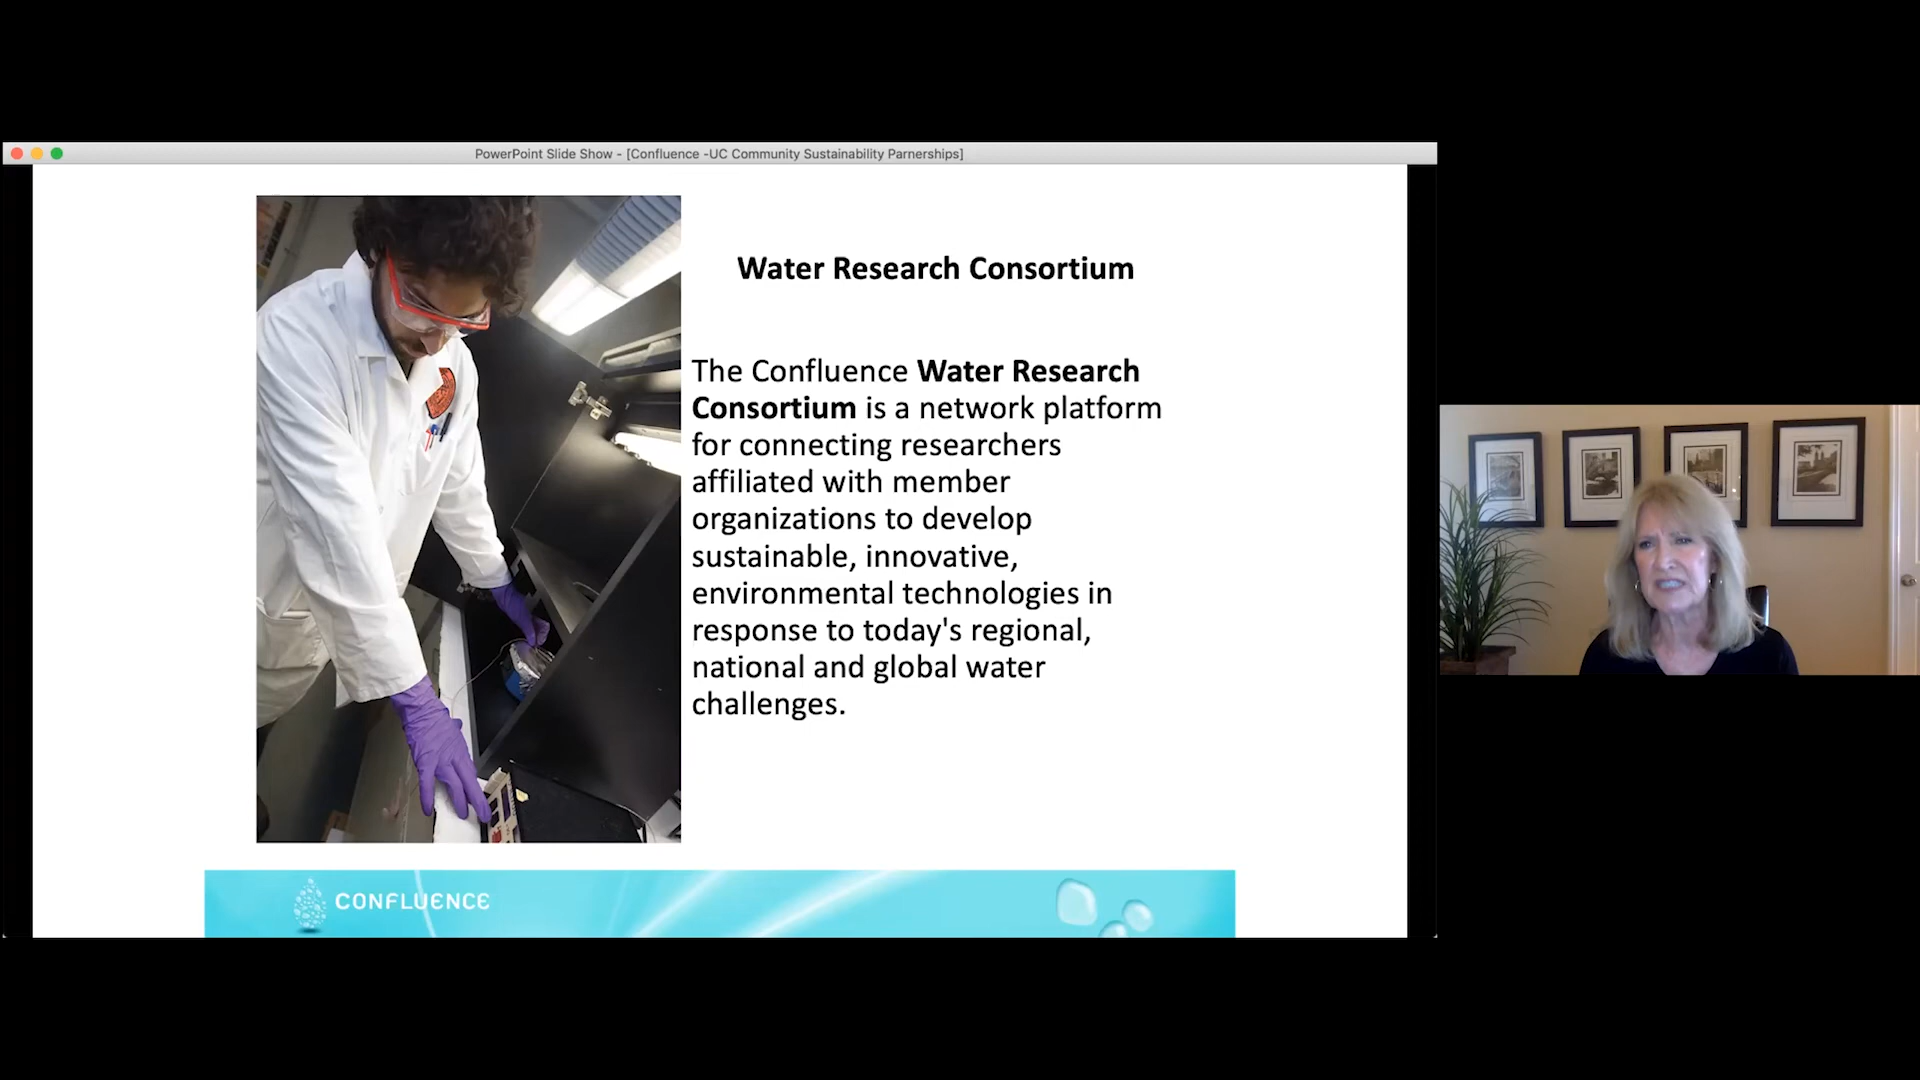 PowerPoint Slide Show - [Confluence -UC Community Sustainability Parnerships]
Water Research Consortium
The Confluence Water Research
Consortium is a network platform
for connecting researchers
affiliated with member
organizations to develop
sustainable, innovative,
environmental technologies in
response to today's regional,
national and global water
challenges.
CONFLUENCE